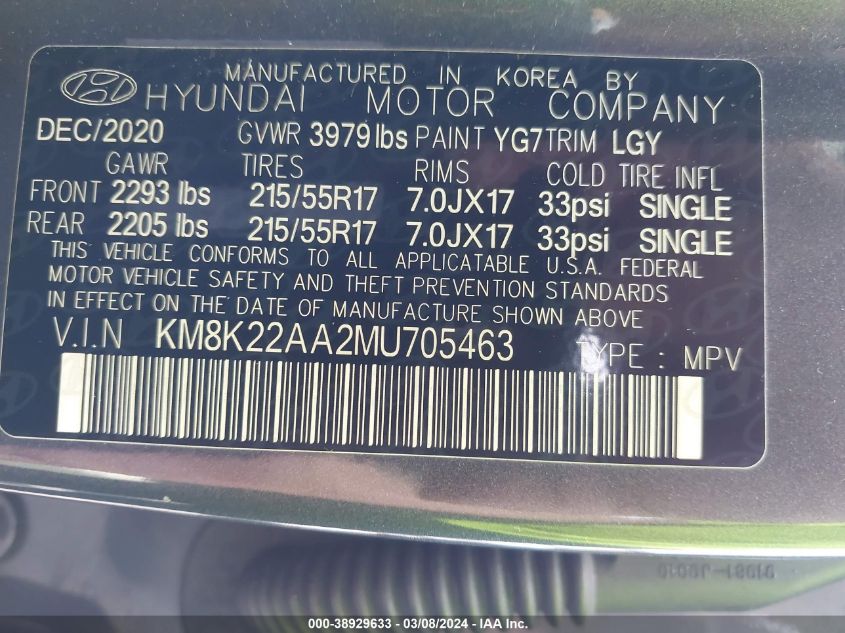 MANUFACTURED IN KOREA BY
HYUNDAI MOTOR COMPANY
DEC/2020 GVWR 3979 lbs PAINT YG7 TRIM LGY
GAWR TIRES RIMS COLD TIRE INFL
FRONT 2293 lbs 215/55R17 7.0JX17 33psi SINGLE
REAR 2205 lbs 215/55R17 7.0JX17 33psi SINGLE
THIS VEHICLE CONFORMS TO ALL APPLICATABLE U.S.A. FEDERAL
MOTOR VEHICLE SAFETY AND THEFT PREVENTION STANDARDS
IN EFFECT ON THE DATE OF MANUFACTURE SHOWN ABOVE
V.I.N KM8K22AA2MU705463 TYPE : MPV
000-38929633 - 03/08/2024 - IAA Inc.